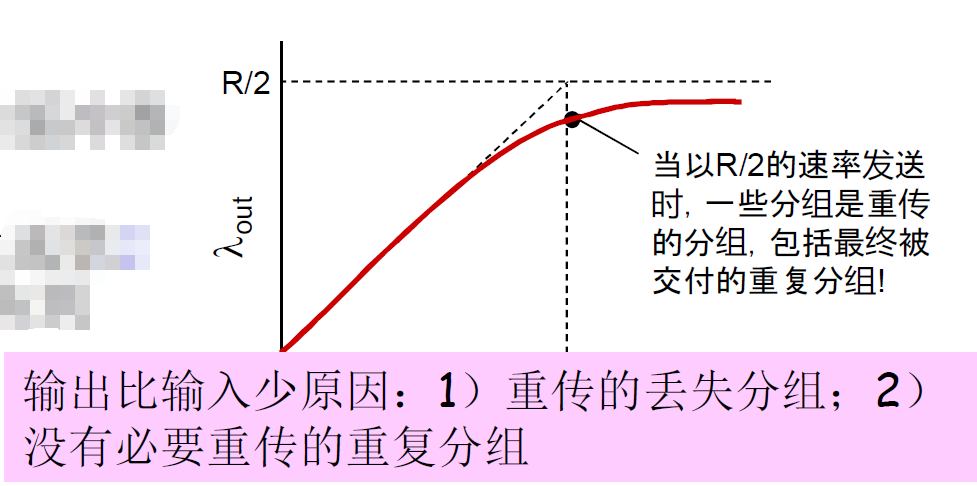 R/2
λout
当以R/2的速率发送
时, 一些分组是重传
的分组, 包括最终被
交付的重复分组!
输出比输入少原因：1）重传的丢失分组；2）
没有必要重传的重复分组